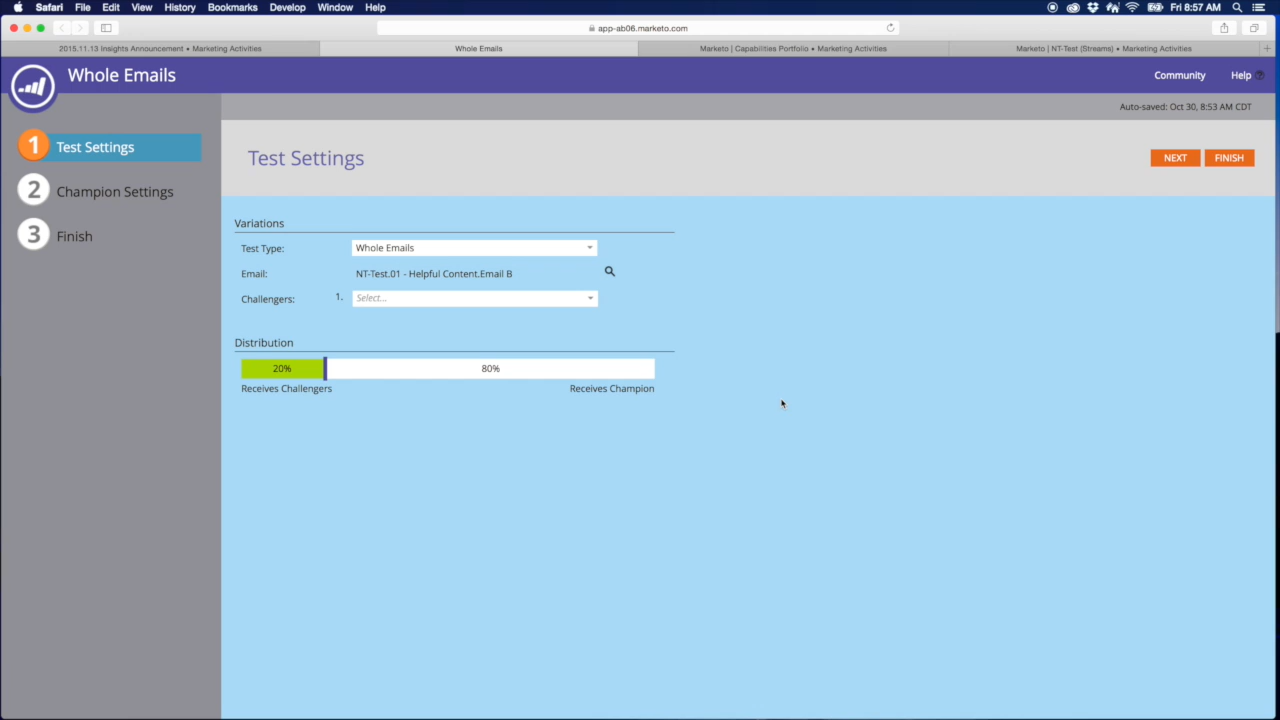 Safari File Edit View History Bookmarks Develop Window Help Fri 8:57 AM
app-ab06.marketo.com
2015.11.13 Insights Announcement • Marketing Activities Whole Emails Marketo | Capabilities Portfolio • Marketing Activities Marketo | NT-Test (Streams) • Marketing Activities +
Whole Emails Community Help ?
Auto-saved: Oct 30, 8:53 AM CDT
1 Test Settings
2 Champion Settings
3 Finish
Test Settings NEXT FINISH
Variations
Test Type: Whole Emails
Email: NT-Test.01 - Helpful Content.Email B
Challengers: 1. Select...
Distribution
20% 80%
Receives Challengers Receives Champion